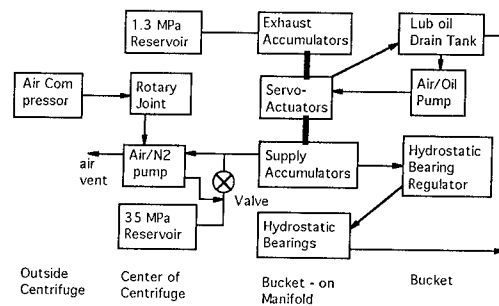 1.3 MPa
Reservoir
Exhaust
Accumulators
Lub oil
Drain Tank
Air Com
pressor
Rotary
Joint
Servo-
Actuators
Air/Oil
Pump
air
vent
Air/N2
pump
Valve
Supply
Accumulators
Hydrostatic
Bearing
Regulator
35 MPa
Reservoir
Hydrostatic
Bearings
Outside
Centrifuge
Center of
Centrifuge
Bucket - on
Manifold
Bucket